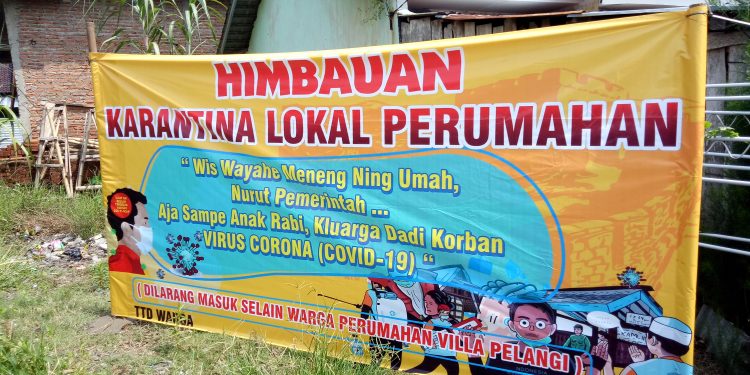 HIMBAUAN
KARANTINA LOKAL PERUMAHAN
“ Wis Wayahe Meneng Ning Umah,
Nurut Pemerintah ...
Aja Sampe Anak Rabi, Kluarga Dadi Korban
VIRUS CORONA (COVID-19) “
( DILARANG MASUK SELAIN WARGA PERUMAHAN VILLA PELANGI )
TTD WARGA
INDONESIA